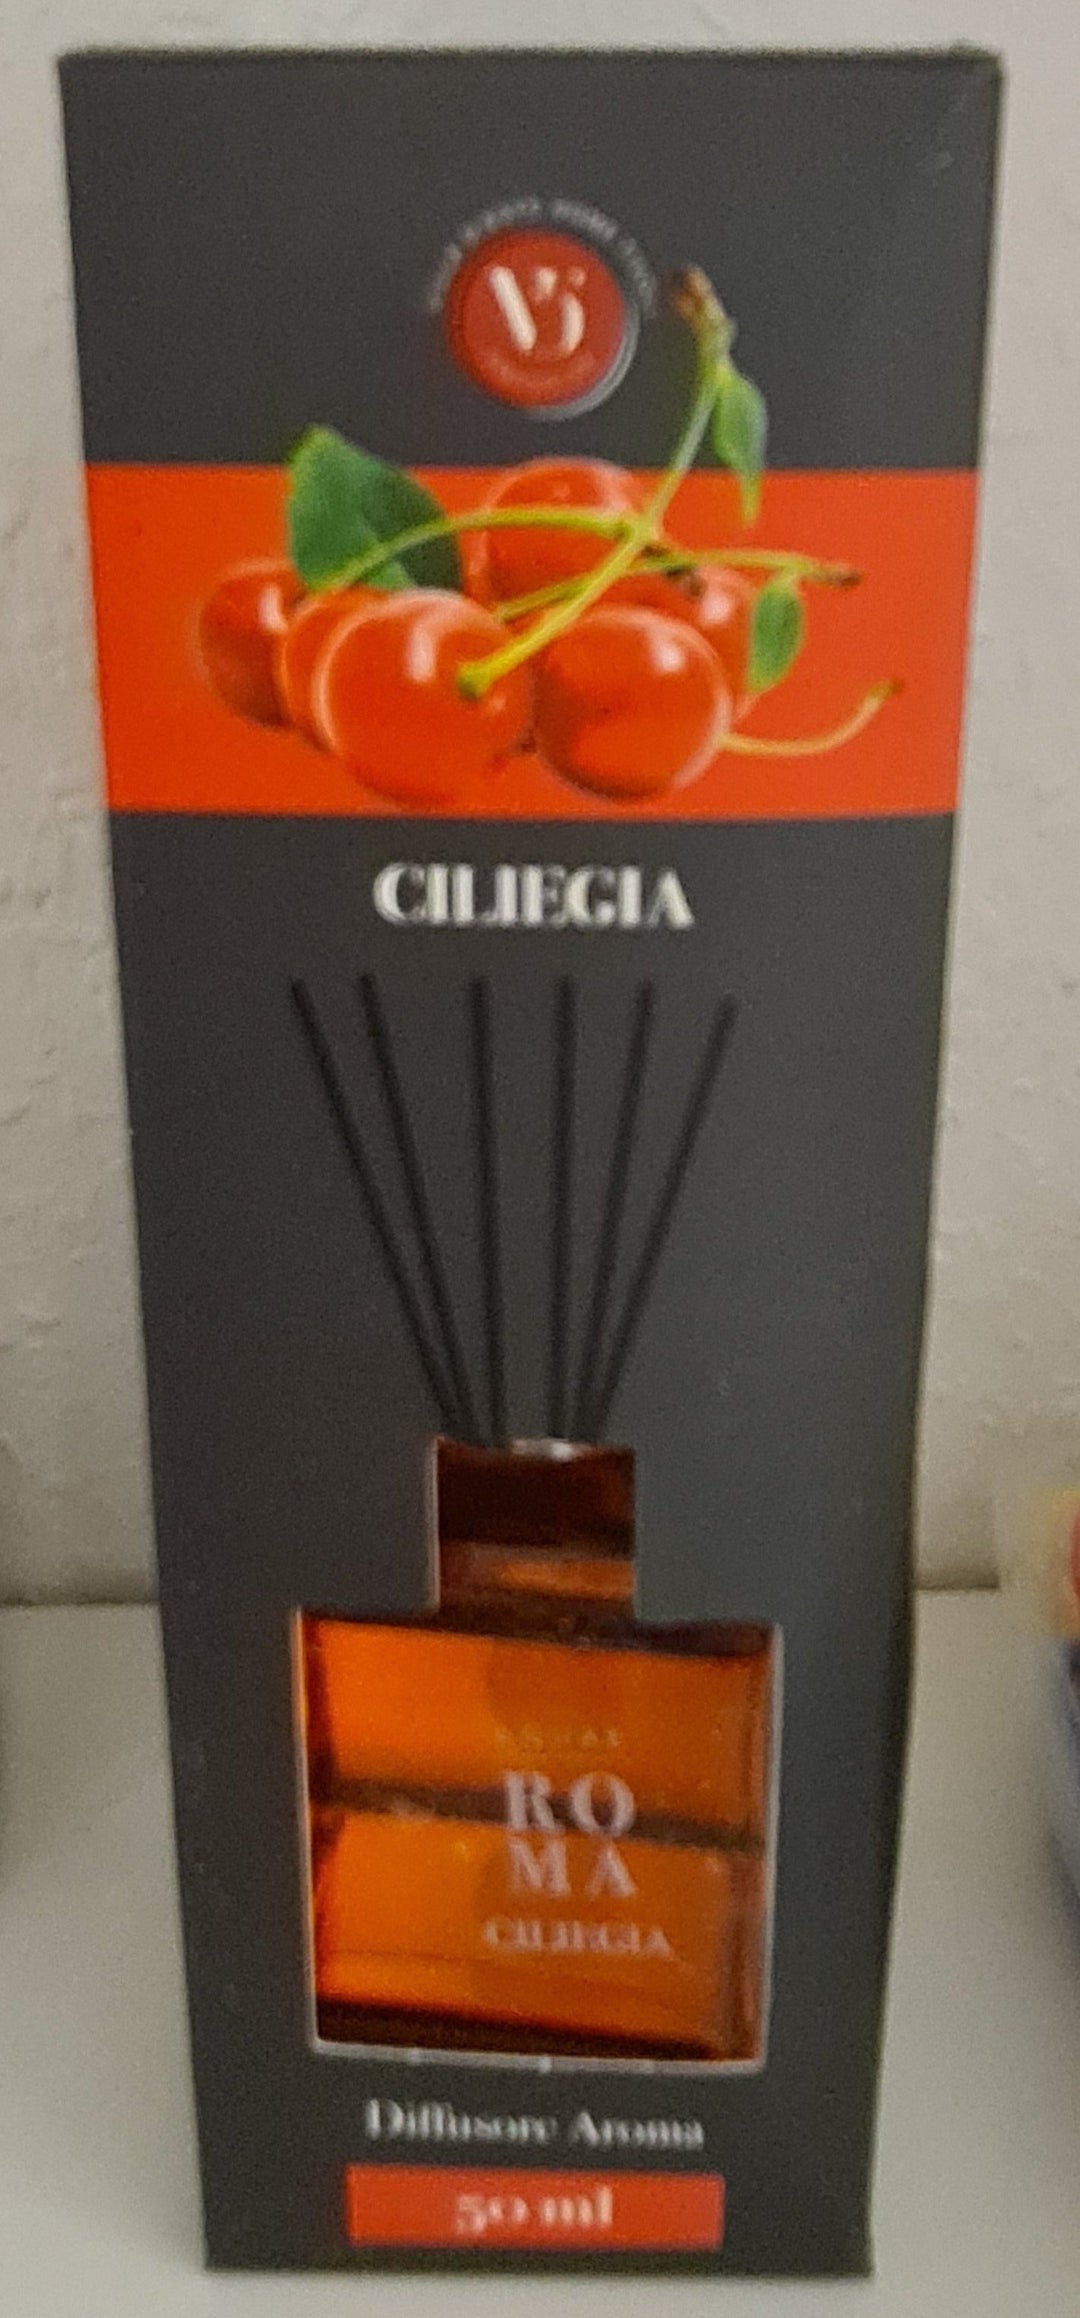 CILIEGIA
RO
MA
CILIEGIA
Diffusore Aroma
50 ml